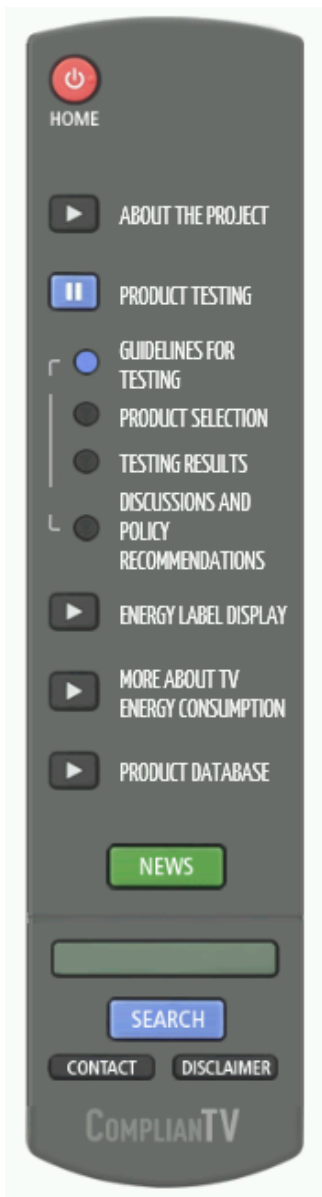 HOME
ABOUT THE PROJECT
PRODUCT TESTING
GUIDELINES FOR
TESTING
PRODUCT SELECTION
TESTING RESULTS
DISCUSSIONS AND
POLICY
RECOMMENDATIONS
ENERGY LABEL DISPLAY
MORE ABOUT TV
ENERGY CONSUMPTION
PRODUCT DATABASE
NEWS
SEARCH
CONTACT DISCLAIMER
COMPLIANTV